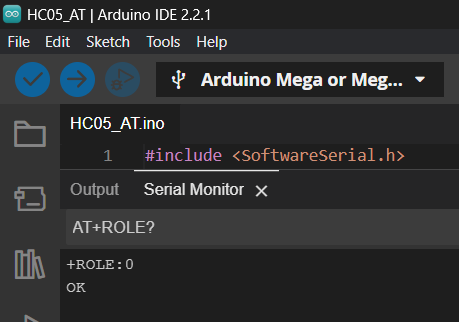 HC05_AT | Arduino IDE 2.2.1
File Edit Sketch Tools Help
Arduino Mega or Meg...
HC05_AT.ino
1 #include <SoftwareSerial.h>
Output Serial Monitor
AT+ROLE?
+ROLE:0
OK